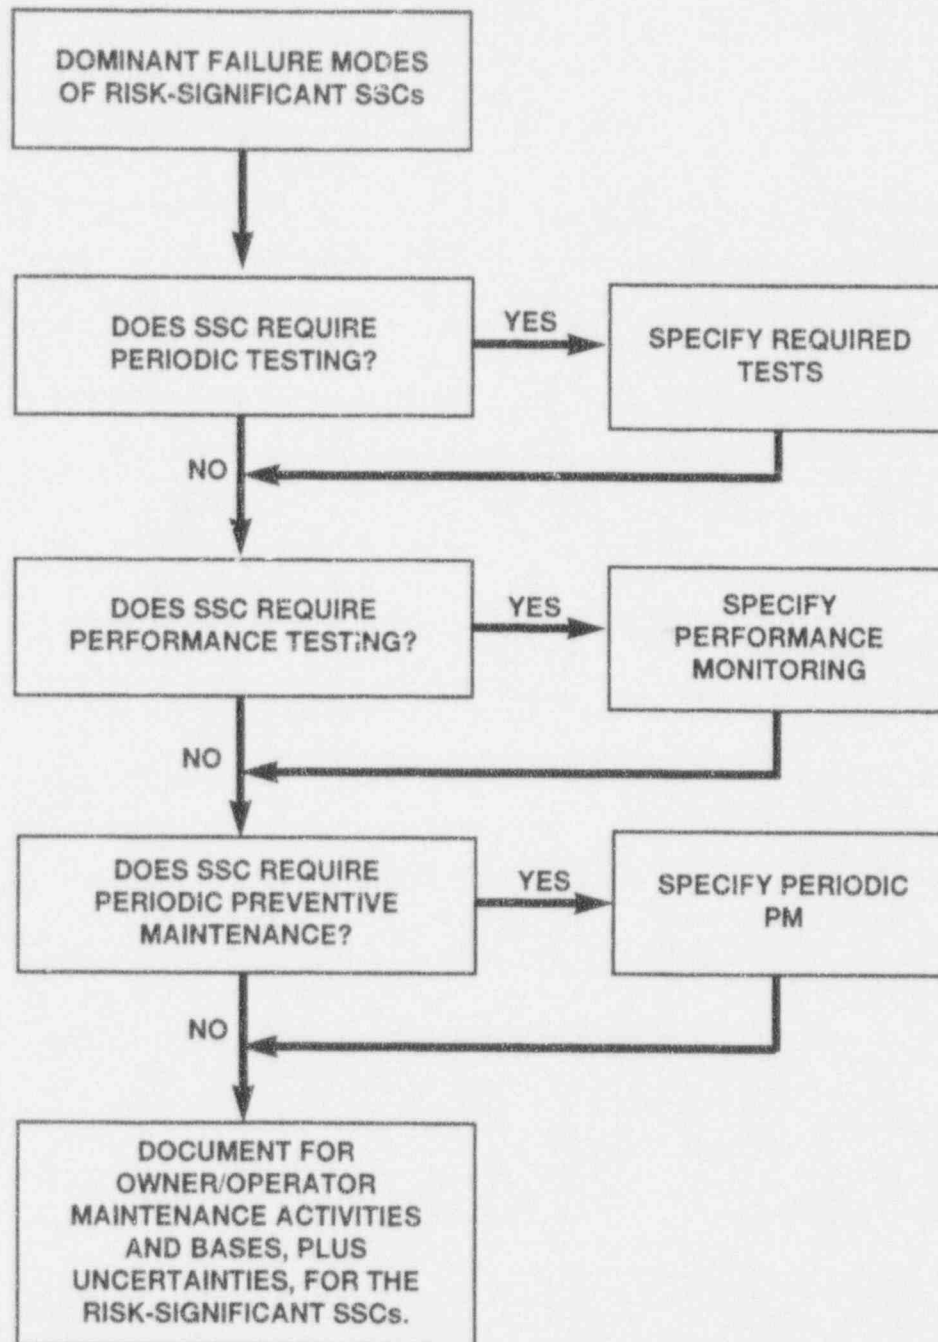 DOMINANT FAILURE MODES
OF RISK-SIGNIFICANT SSCs
DOES SSC REQUIRE
PERIODIC TESTING?
YES
SPECIFY REQUIRED
TESTS
NO
DOES SSC REQUIRE
PERFORMANCE TESTING?
YES
SPECIFY
PERFORMANCE
MONITORING
NO
DOES SSC REQUIRE
PERIODIC PREVENTIVE
MAINTENANCE?
YES
SPECIFY PERIODIC
PM
NO
DOCUMENT FOR
OWNER/OPERATOR
MAINTENANCE ACTIVITIES
AND BASES, PLUS
UNCERTAINTIES, FOR THE
RISK-SIGNIFICANT SSCs.